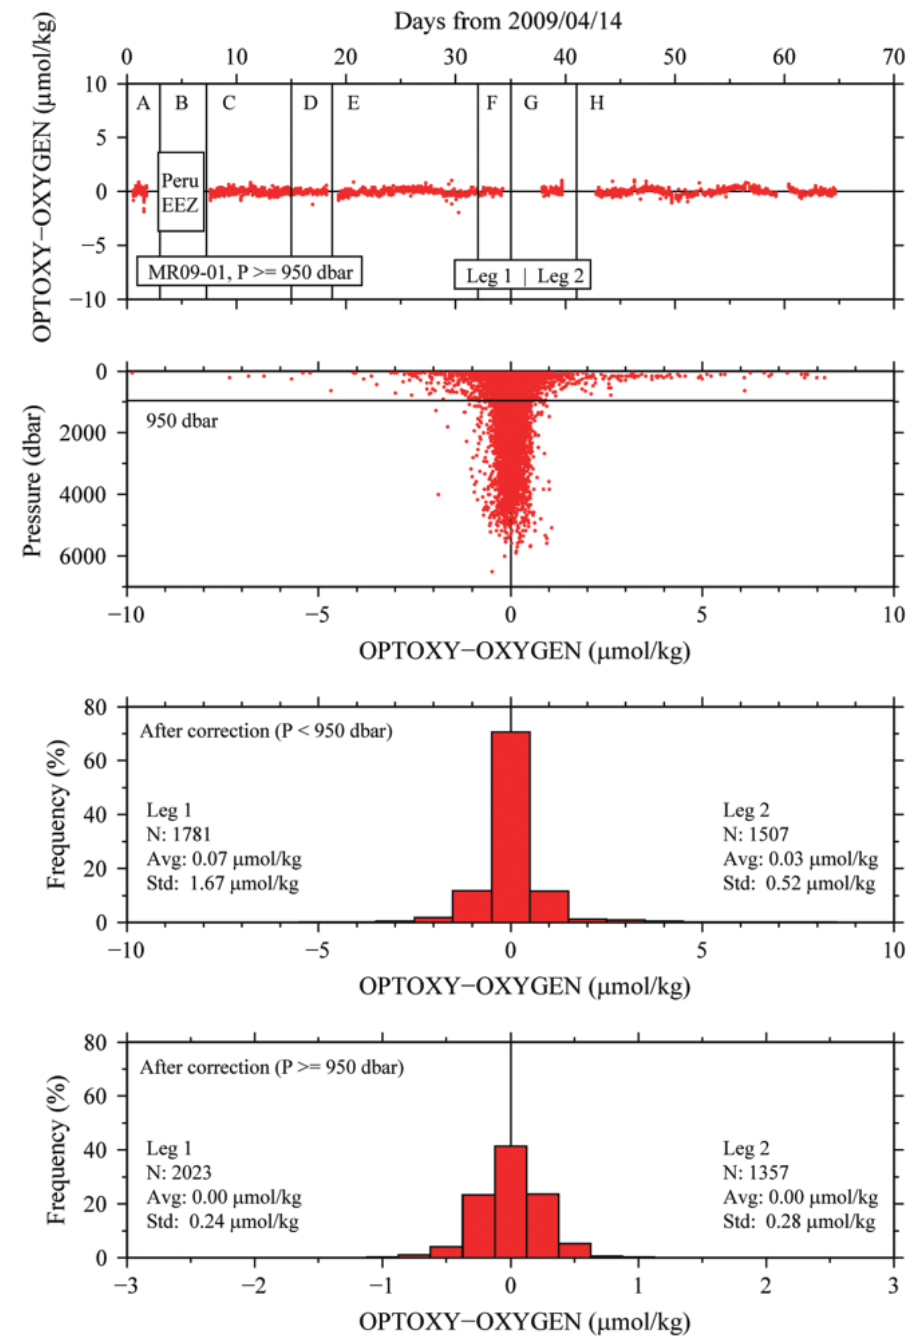 Days from 2009/04/14
0 10 20 30 40 50 60 70
OPTOXY−OXYGEN (μmol/kg)
10
5
0
−5
−10
A B C D E F G H
Peru
EEZ
MR09-01, P >= 950 dbar
Leg 1 | Leg 2
Pressure (dbar)
0
2000
4000
6000
950 dbar
−10 −5 0 5 10
OPTOXY−OXYGEN (μmol/kg)
Frequency (%)
80
60
40
20
0
After correction (P < 950 dbar)
Leg 1
N: 1781
Avg: 0.07 μmol/kg
Std: 1.67 μmol/kg
Leg 2
N: 1507
Avg: 0.03 μmol/kg
Std: 0.52 μmol/kg
−10 −5 0 5 10
OPTOXY−OXYGEN (μmol/kg)
Frequency (%)
80
60
40
20
0
After correction (P >= 950 dbar)
Leg 1
N: 2023
Avg: 0.00 μmol/kg
Std: 0.24 μmol/kg
Leg 2
N: 1357
Avg: 0.00 μmol/kg
Std: 0.28 μmol/kg
−3 −2 −1 0 1 2 3
OPTOXY−OXYGEN (μmol/kg)